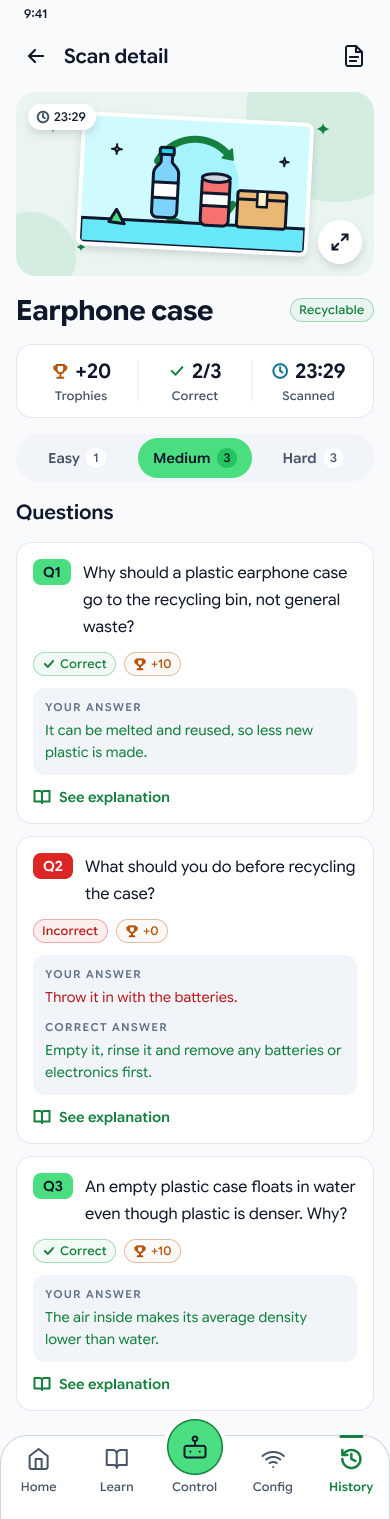 9:41
Scan detail
23:29
Earphone case
Recyclable
+20
Trophies
2/3
Correct
23:29
Scanned
Easy 1
Medium 3
Hard 3
Questions
Q1
Why should a plastic earphone case
go to the recycling bin, not general
waste?
Correct
+10
YOUR ANSWER
It can be melted and reused, so less new
plastic is made.
See explanation
Q2
What should you do before recycling
the case?
Incorrect
+0
YOUR ANSWER
Throw it in with the batteries.
CORRECT ANSWER
Empty it, rinse it and remove any batteries or
electronics first.
See explanation
Q3
An empty plastic case floats in water
even though plastic is denser. Why?
Correct
+10
YOUR ANSWER
The air inside makes its average density
lower than water.
See explanation
Home
Learn
Control
Config
History